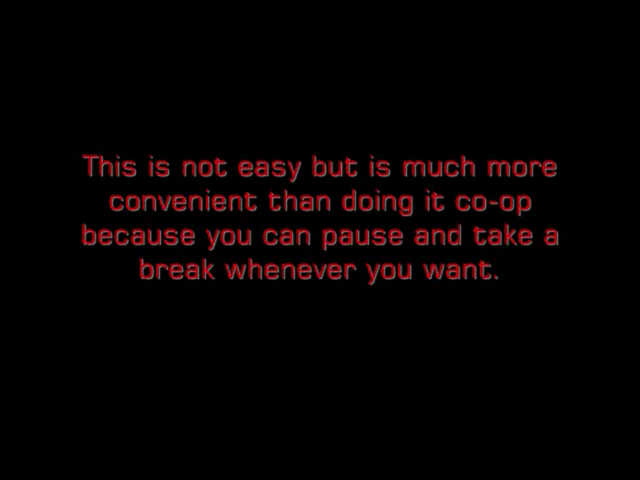 This is not easy but is much more
convenient than doing it co-op
because you can pause and take a
break whenever you want.